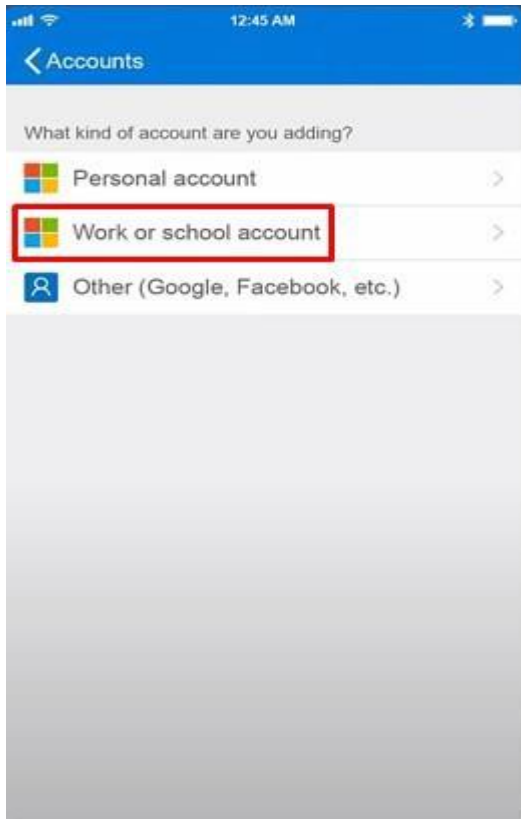 12:45 AM
Accounts
What kind of account are you adding?
Personal account
Work or school account
Other (Google, Facebook, etc.)